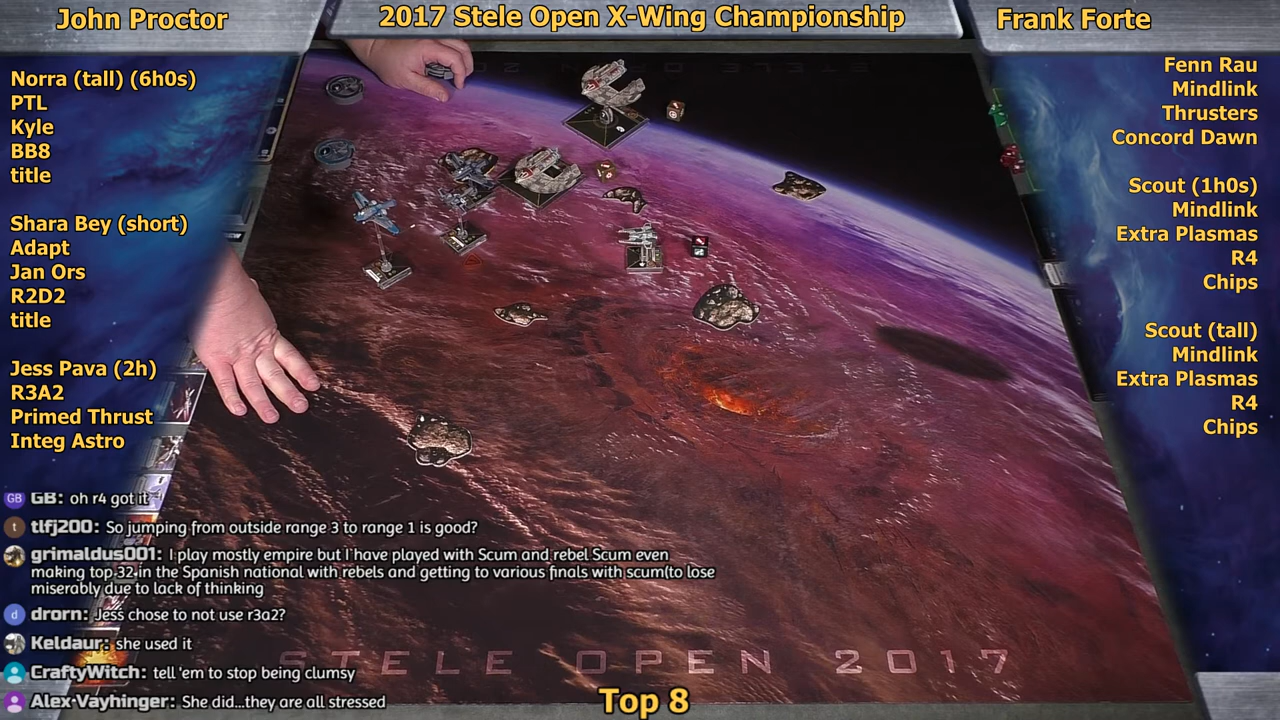 John Proctor
2017 Stele Open X-Wing Championship
Frank Forte
Norra (tall) (6h0s)
PTL
Kyle
BB8
title
Shara Bey (short)
Adapt
Jan Ors
R2D2
title
Jess Pava (2h)
R3A2
Primed Thrust
Integ Astro
Fenn Rau
Mindlink
Thrusters
Concord Dawn
Scout (1h0s)
Mindlink
Extra Plasmas
R4
Chips
Scout (tall)
Mindlink
Extra Plasmas
R4
Chips
GB GB: oh r4 got it
t tlfj200: So jumping from outside range 3 to range 1 is good?
grimaldus001: I play mostly empire but I have played with Scum and rebel Scum even
making top 32 in the Spanish national with rebels and getting to various finals with scum(to lose
miserably due to lack of thinking
d drorn: Jess chose to not use r3a2?
Keldaur: she used it
CraftyWitch: tell 'em to stop being clumsy
Alex Vayhinger: She did...they are all stressed
STELE OPEN 2017
Top 8